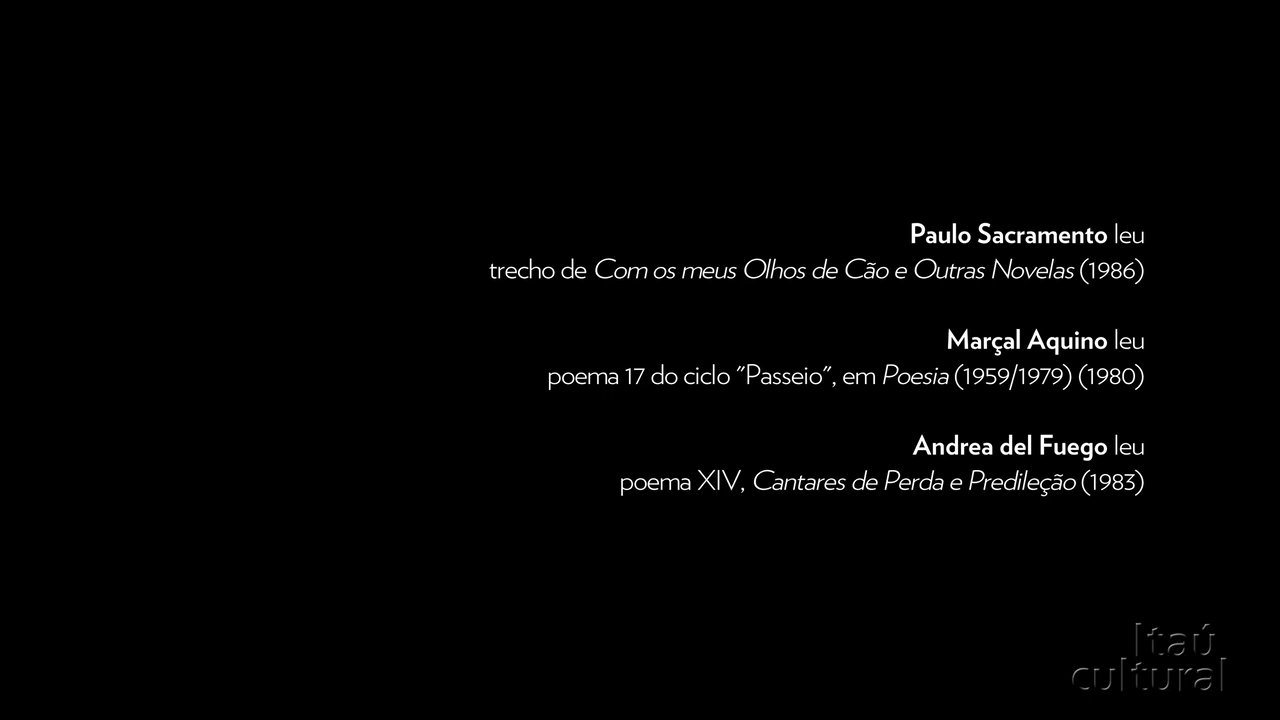 Paulo Sacramento leu
trecho de Com os meus Olhos de Cão e Outras Novelas (1986)
Marçal Aquino leu
poema 17 do ciclo "Passeio", em Poesia (1959/1979) (1980)
Andrea del Fuego leu
poema XIV, Cantares de Perda e Predileção (1983)
Itaú
cultural